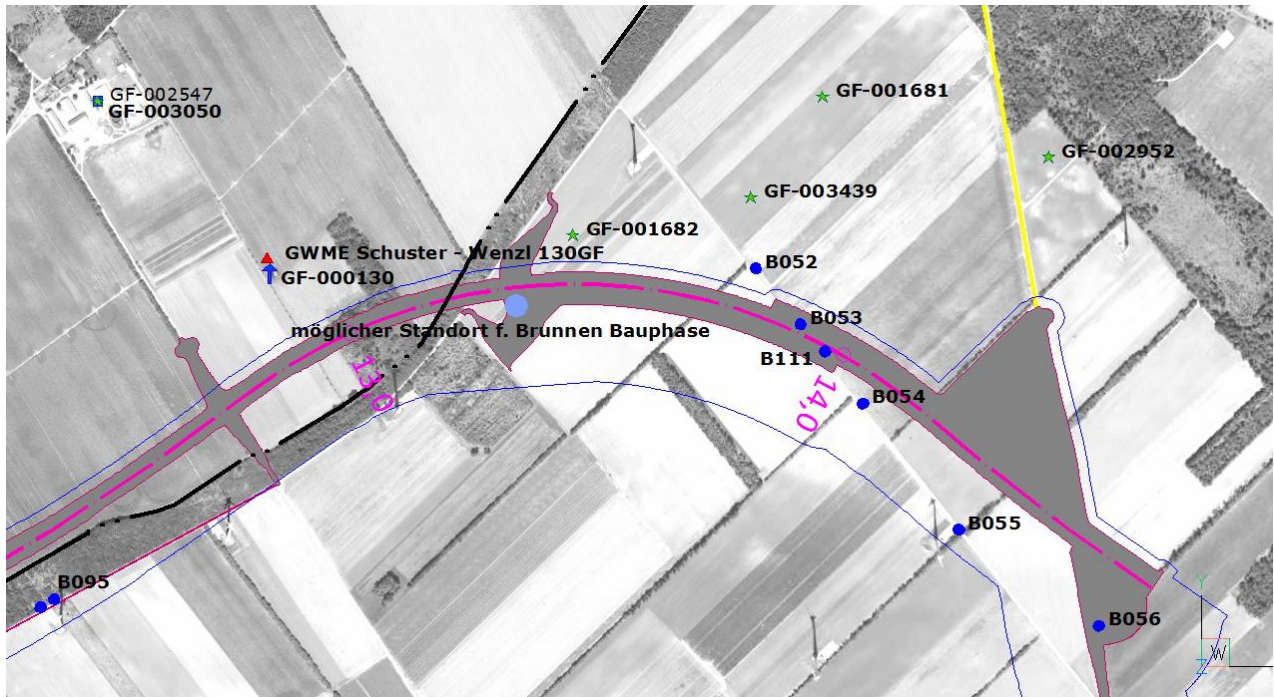 GF-002547
GF-003050
GF-001681
GF-002952
GF-003439
GF-001682
GWME Schuster - Wenzl 130GF
GF-000130
B052
möglicher Standort f. Brunnen Bauphase
B053
B111
13,0
14,0
B054
B055
B095
B056
Y
W
Z